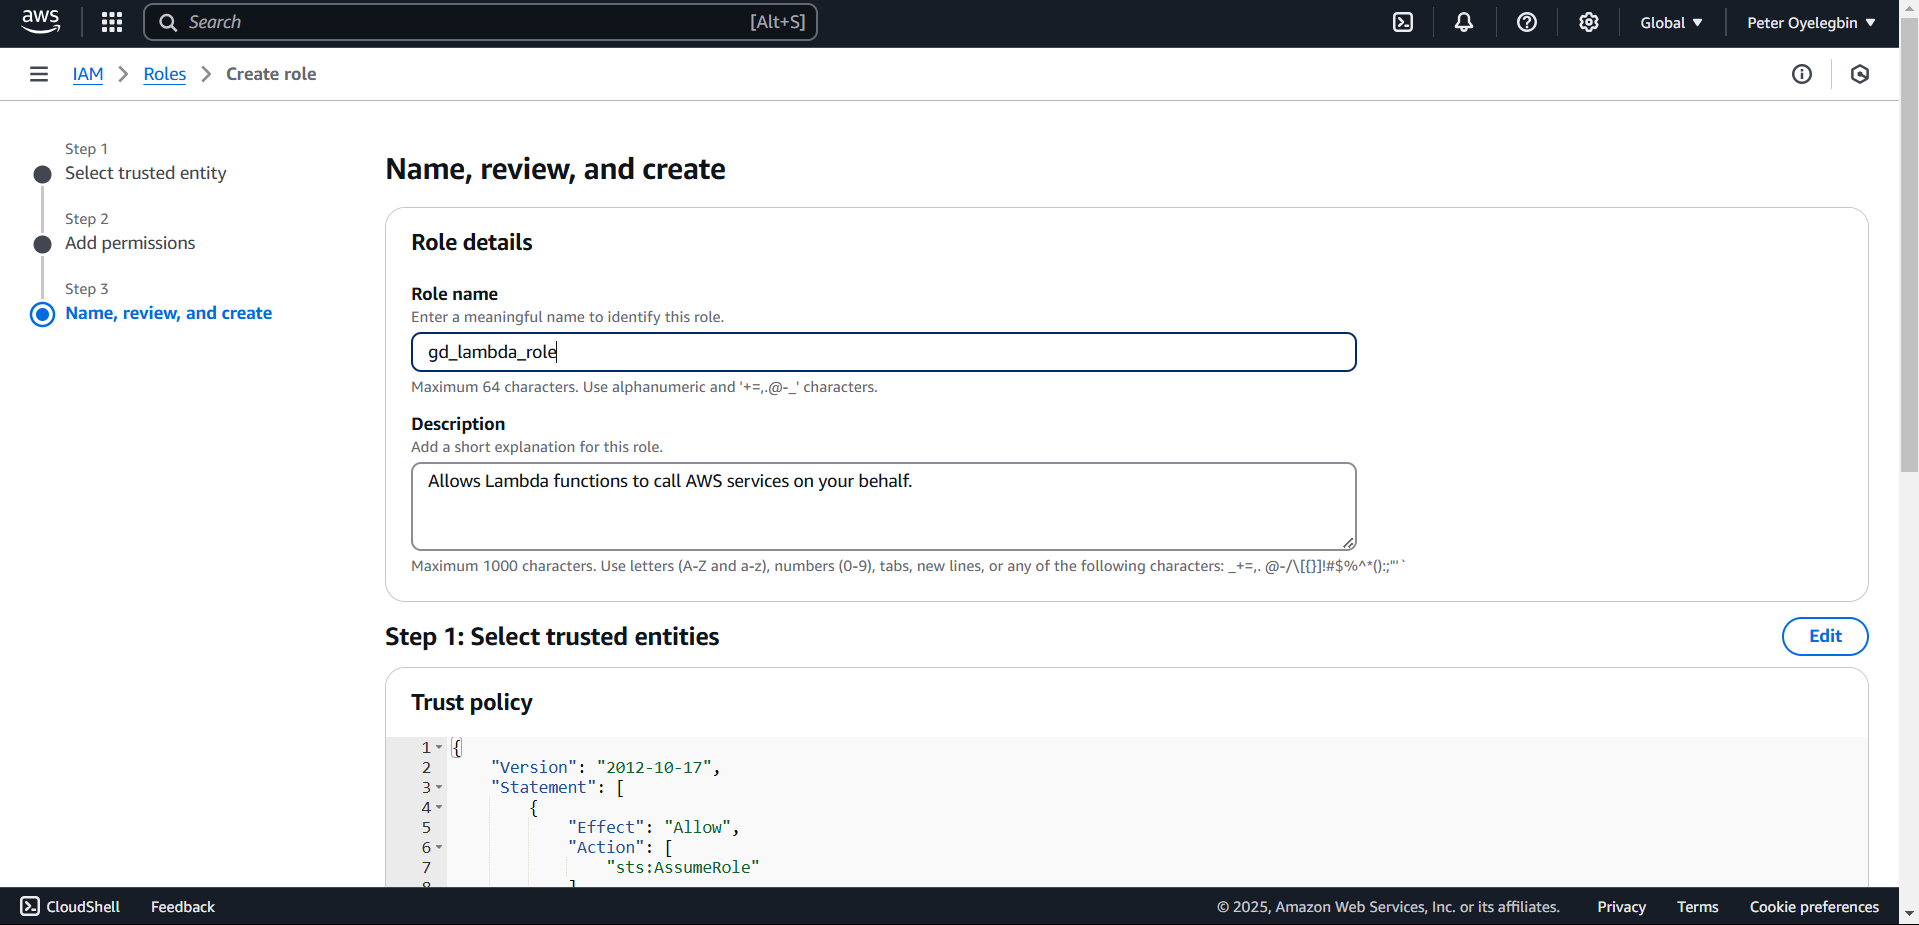 aws
Search [Alt+S]
Global ▼
Peter Oyelegbin ▼
IAM > Roles > Create role
Step 1
Select trusted entity
Step 2
Add permissions
Step 3
Name, review, and create
Name, review, and create
Role details
Role name
Enter a meaningful name to identify this role.
gd_lambda_role
Maximum 64 characters. Use alphanumeric and '+=,.@-_' characters.
Description
Add a short explanation for this role.
Allows Lambda functions to call AWS services on your behalf.
Maximum 1000 characters. Use letters (A-Z and a-z), numbers (0-9), tabs, new lines, or any of the following characters: _+=,. @-/\[{}]!#$%^*();:"'`
Step 1: Select trusted entities
Edit
Trust policy
1 {
2 "Version": "2012-10-17",
3 "Statement": [
4 {
5 "Effect": "Allow",
6 "Action": [
7 "sts:AssumeRole"
8 ]
CloudShell Feedback
© 2025, Amazon Web Services, Inc. or its affiliates. Privacy Terms Cookie preferences